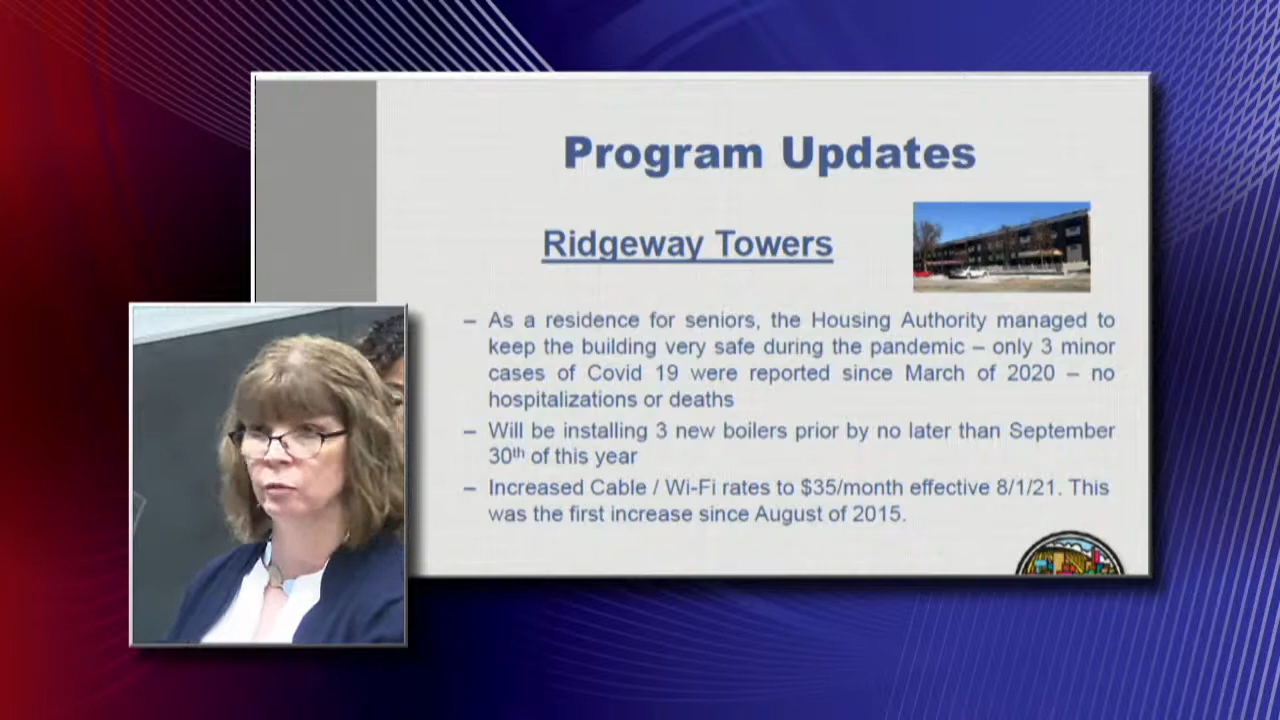 Program Updates
Ridgeway Towers
– As a residence for seniors, the Housing Authority managed to
keep the building very safe during the pandemic – only 3 minor
cases of Covid 19 were reported since March of 2020 – no
hospitalizations or deaths
– Will be installing 3 new boilers prior by no later than September
30th of this year
– Increased Cable / Wi-Fi rates to $35/month effective 8/1/21. This
was the first increase since August of 2015.